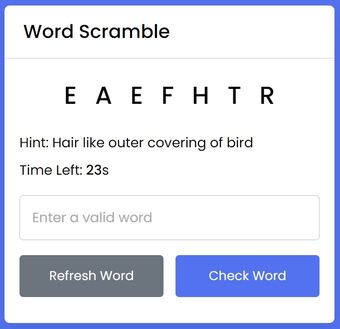 Word Scramble
E A E F H T R
Hint: Hair like outer covering of bird
Time Left: 23s
Enter a valid word
Refresh Word
Check Word